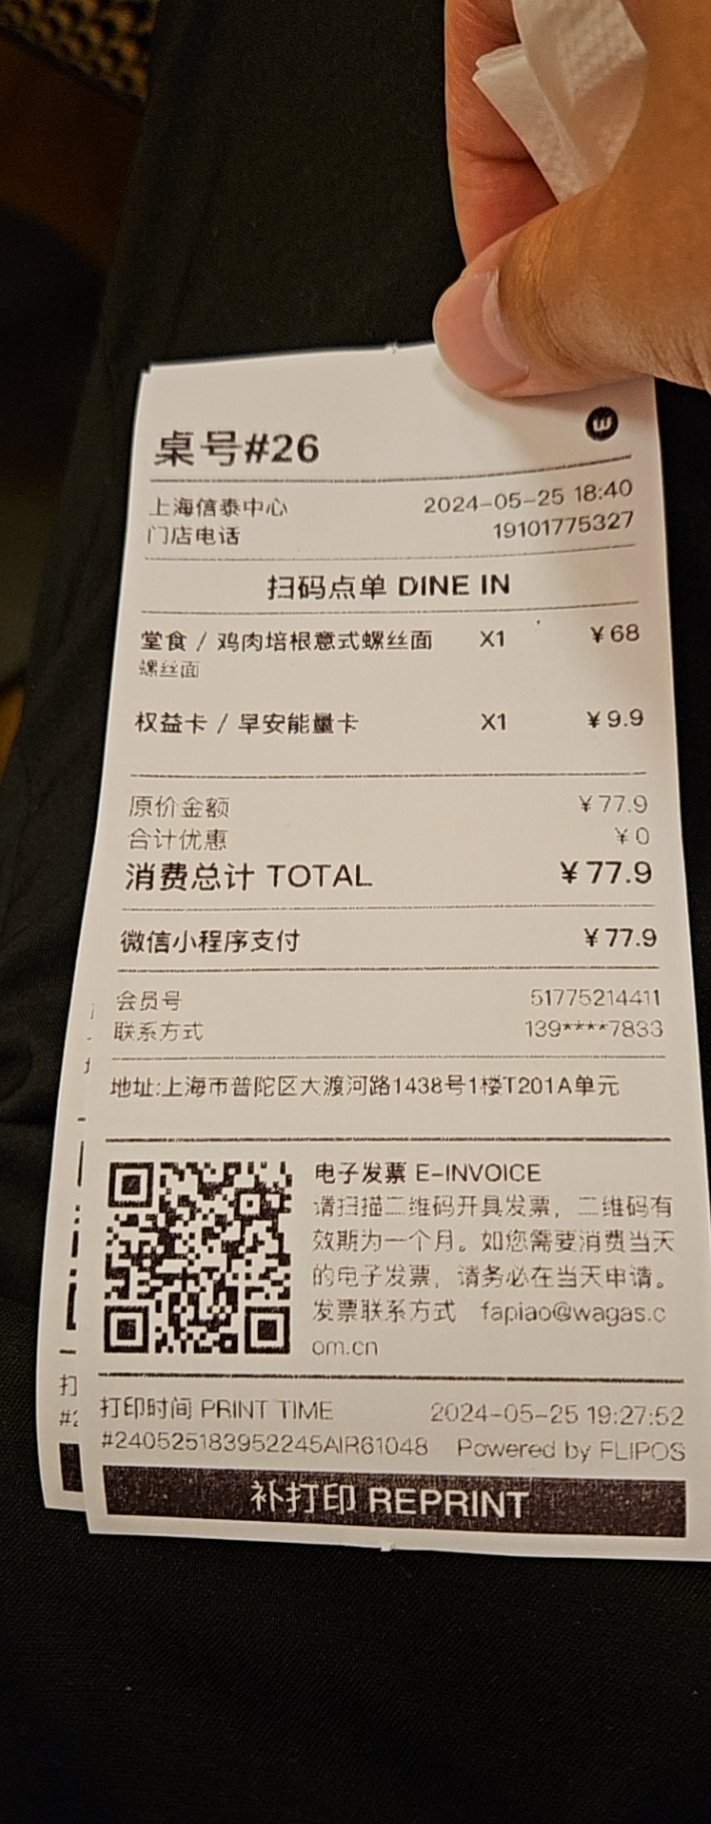 桌号#26
上海信泰中心 2024-05-25 18:40
门店电话 19101775327
扫码点单 DINE IN
堂食 / 鸡肉培根意式螺丝面 X1 ¥68
螺丝面
权益卡 / 早安能量卡 X1 ¥9.9
原价金额 ¥77.9
合计优惠 ¥0
消费总计 TOTAL ¥77.9
微信小程序支付 ¥77.9
会员号 51775214411
联系方式 139****7833
地址:上海市普陀区大渡河路1438号1楼T201A单元
电子发票 E-INVOICE
请扫描二维码开具发票，二维码有
效期为一个月。如您需要消费当天
的电子发票，请务必在当天申请。
发票联系方式 fapiao@wagas.c
om.cn
打印时间 PRINT TIME 2024-05-25 19:27:52
#240525183952245AIR61048 Powered by FLIPOS
补打印 REPRINT
打
#2